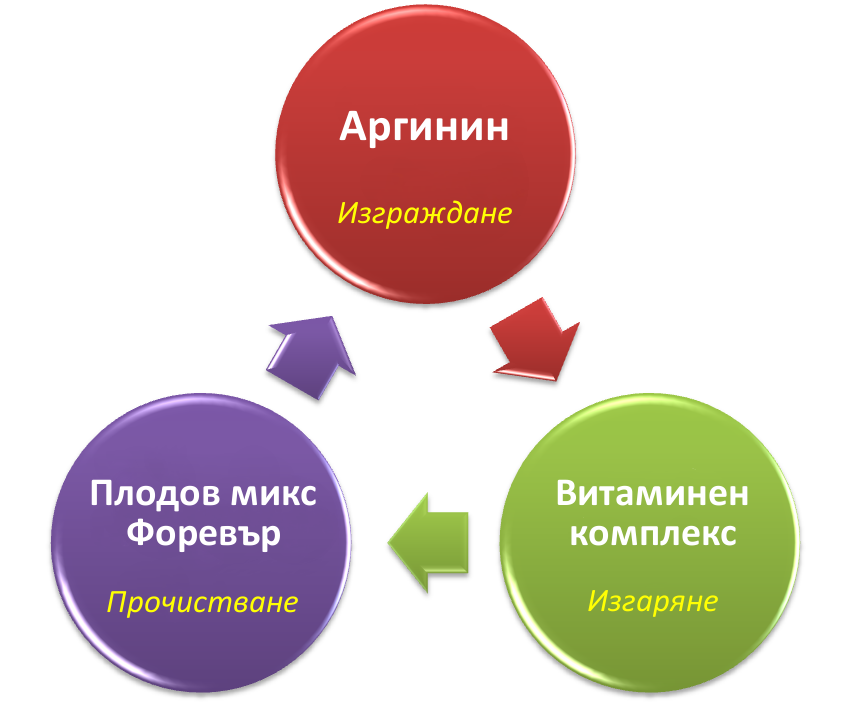 Аргинин
Изграждане
Плодов микс
Форевър
Прочистване
Витаминен
комплекс
Изгаряне